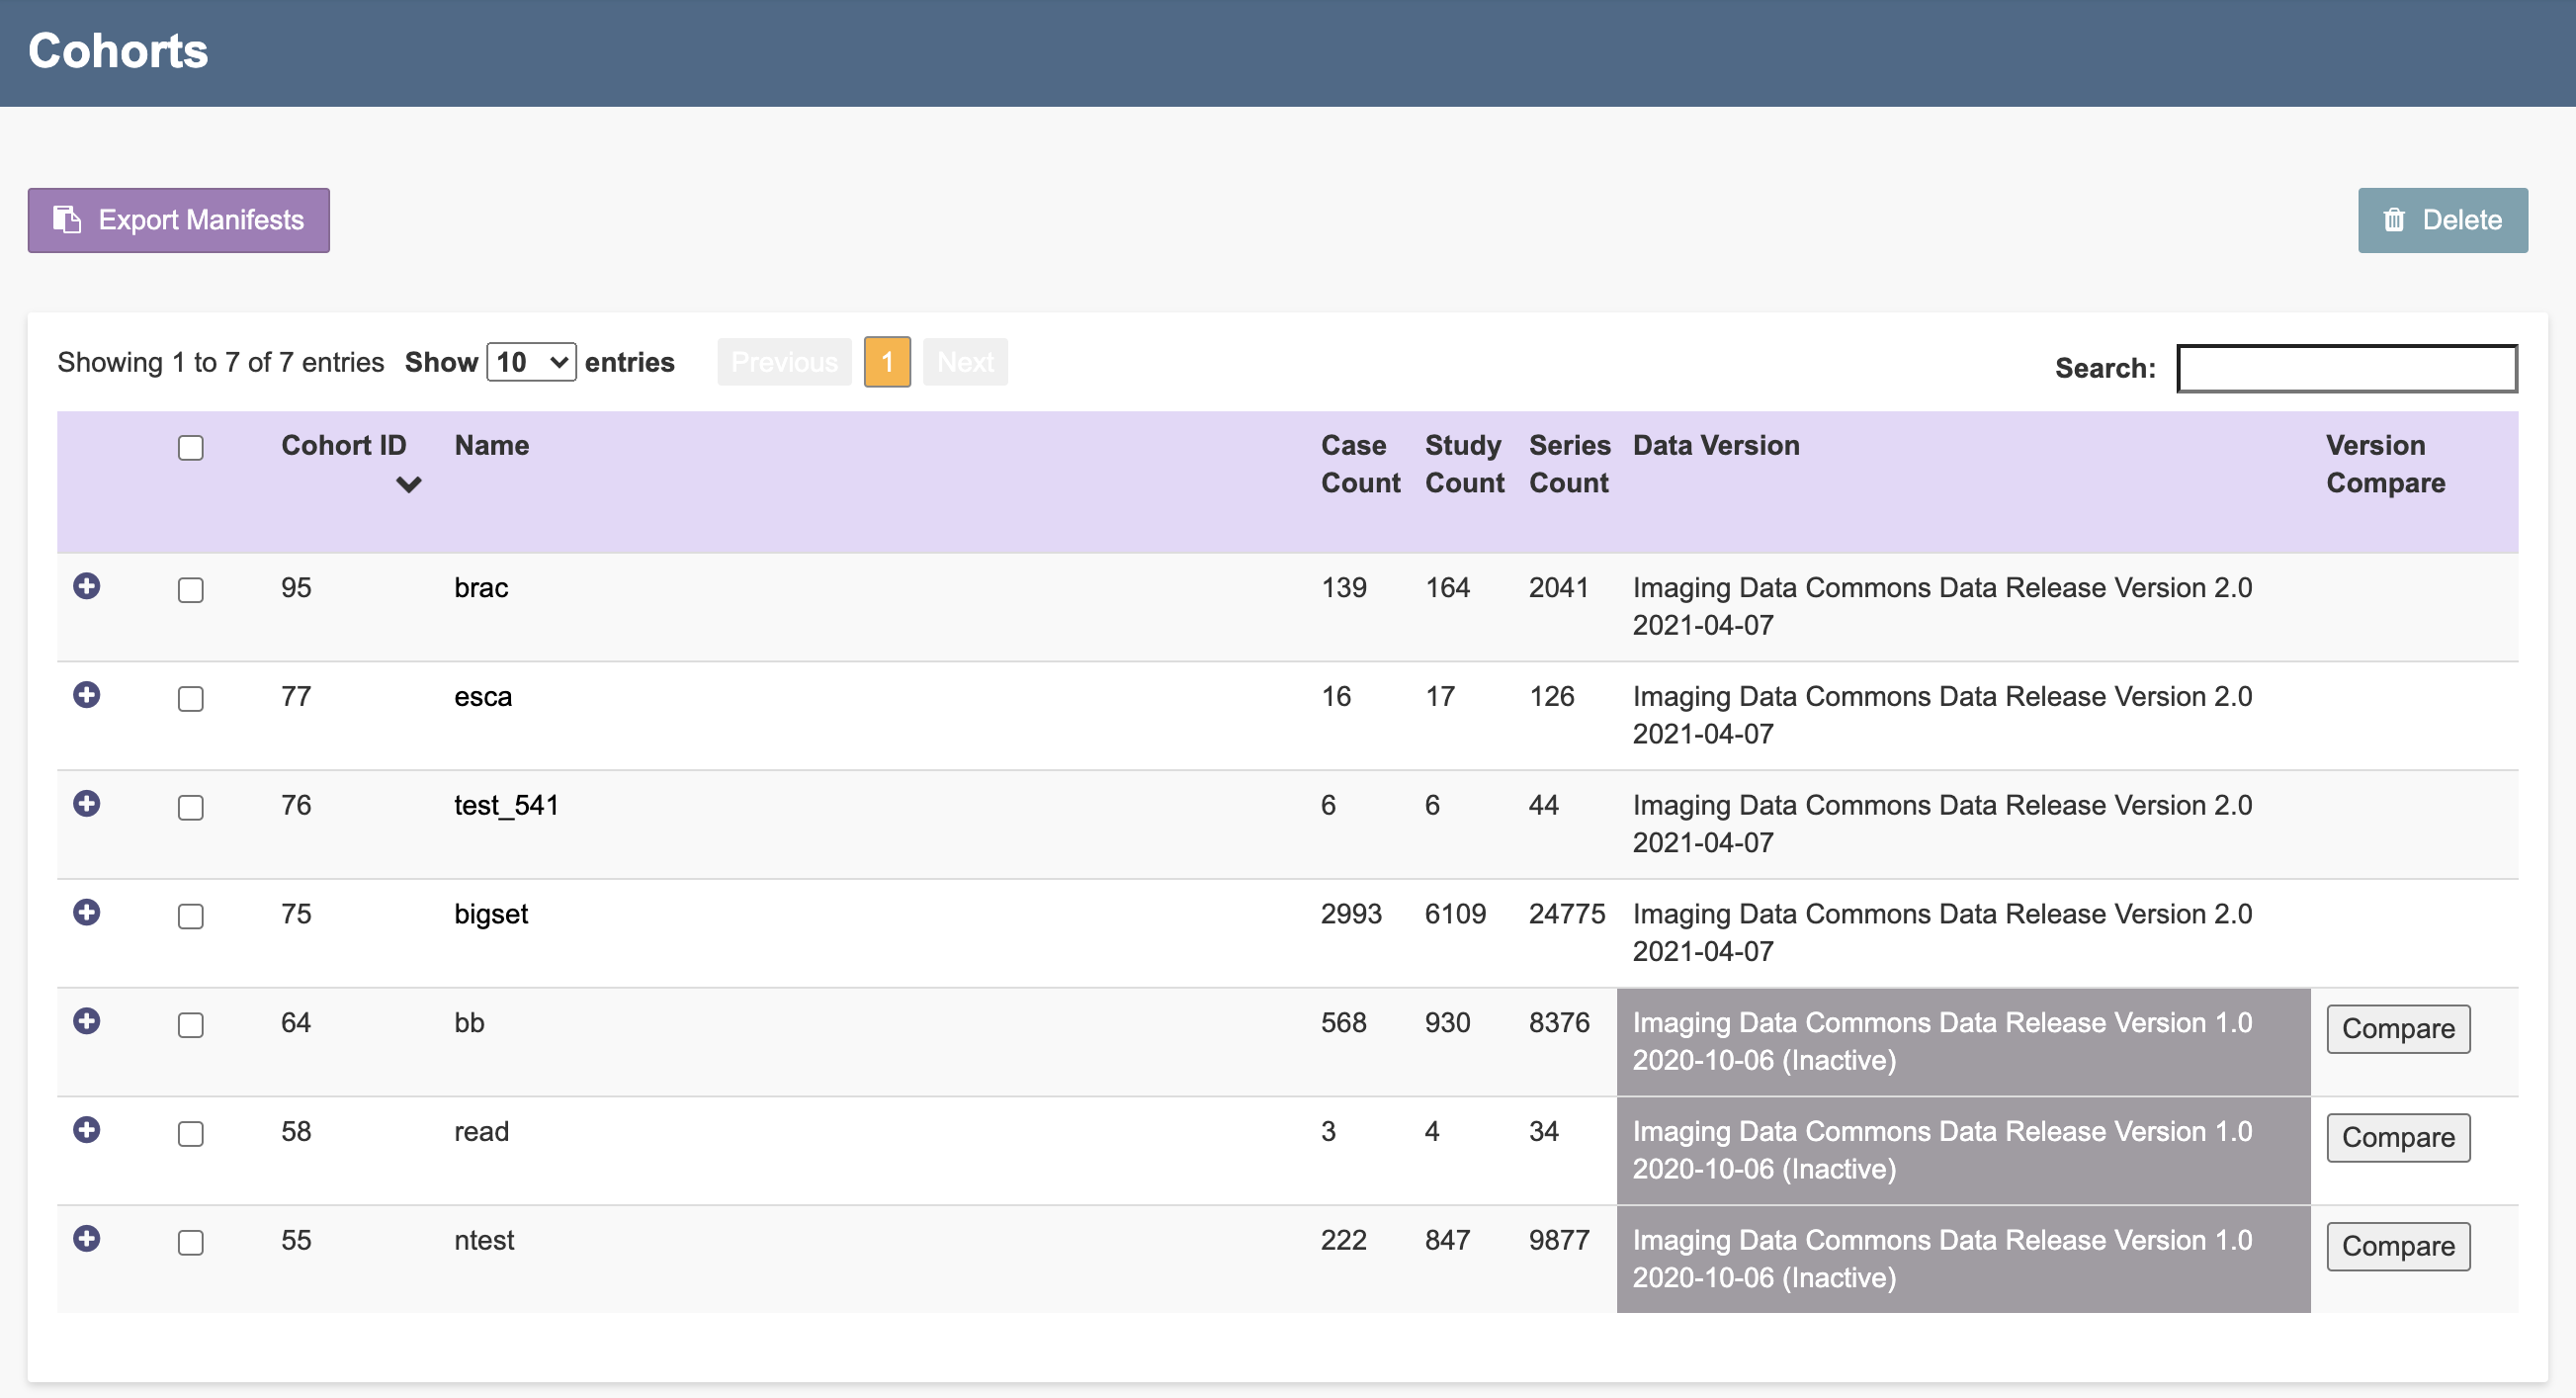 Cohorts
Export Manifests
Delete
Showing 1 to 7 of 7 entries Show 10 entries Previous 1 Next
Search:
Cohort ID Name Case Count Study Count Series Count Data Version Version Compare
95 brac 139 164 2041 Imaging Data Commons Data Release Version 2.0
2021-04-07
77 esca 16 17 126 Imaging Data Commons Data Release Version 2.0
2021-04-07
76 test_541 6 6 44 Imaging Data Commons Data Release Version 2.0
2021-04-07
75 bigset 2993 6109 24775 Imaging Data Commons Data Release Version 2.0
2021-04-07
64 bb 568 930 8376 Imaging Data Commons Data Release Version 1.0 Compare
2020-10-06 (Inactive)
58 read 3 4 34 Imaging Data Commons Data Release Version 1.0 Compare
2020-10-06 (Inactive)
55 ntest 222 847 9877 Imaging Data Commons Data Release Version 1.0 Compare
2020-10-06 (Inactive)